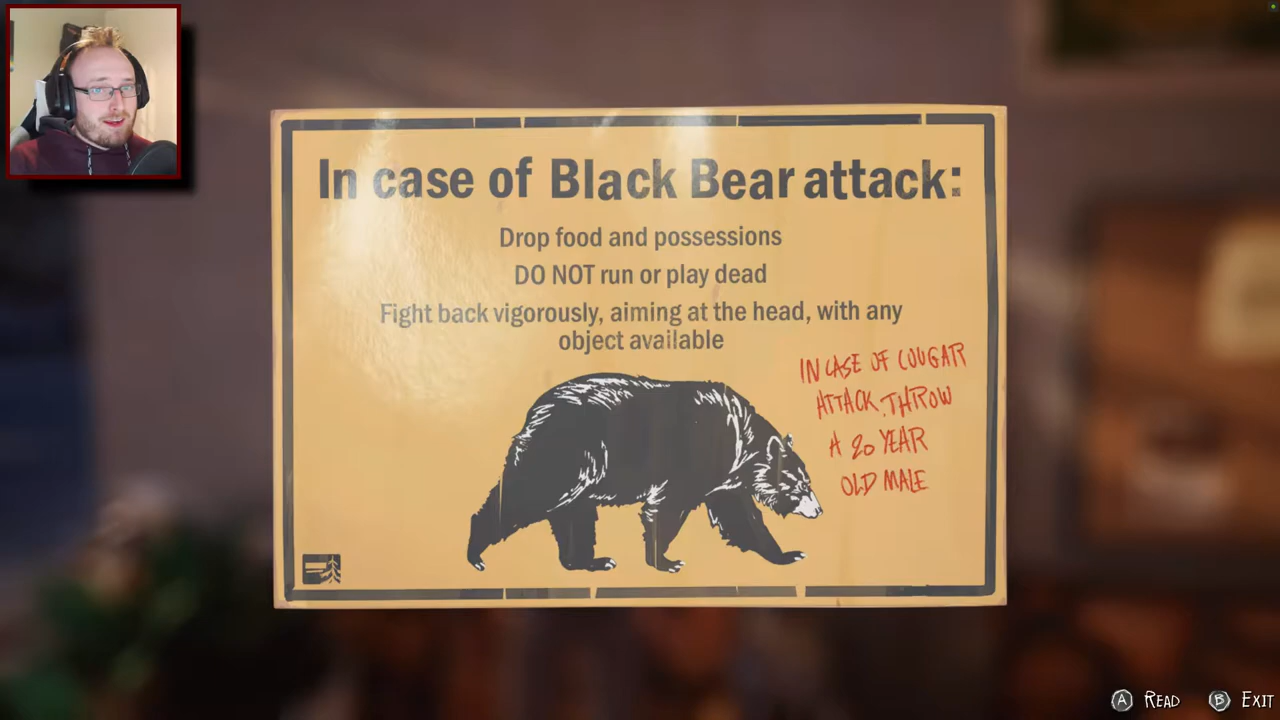 In case of Black Bear attack:
Drop food and possessions
DO NOT run or play dead
Fight back vigorously, aiming at the head, with any
object available
IN CASE OF COUGAR
ATTACK, THROW
A 20 YEAR
OLD MALE
A READ B EXIT